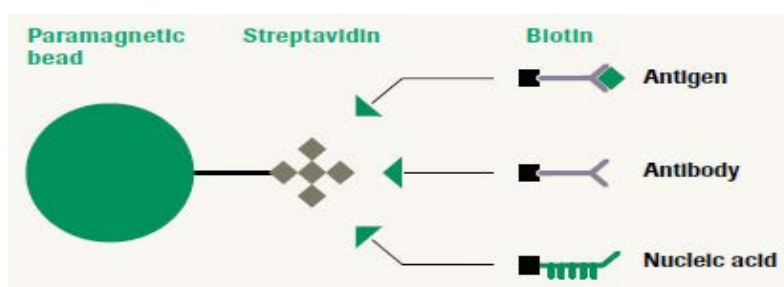 Paramagnetic
bead
Streptavidin
Biotin
Antigen
Antibody
Nucleic acid